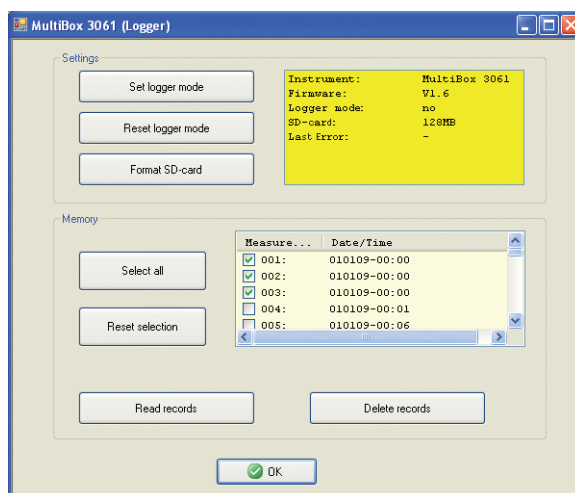 MultiBox 3061 (Logger)
Settings
Set logger mode
Reset logger mode
Format SD-card
Instrument: MultiBox 3061
Firmware: V1.6
Logger mode: no
SD-card: 128MB
Last Error: -
Memory
Select all
Reset selection
Measure... Date/Time
001: 010109-00:00
002: 010109-00:00
003: 010109-00:00
004: 010109-00:01
005: 010109-00:06
Read records
Delete records
OK